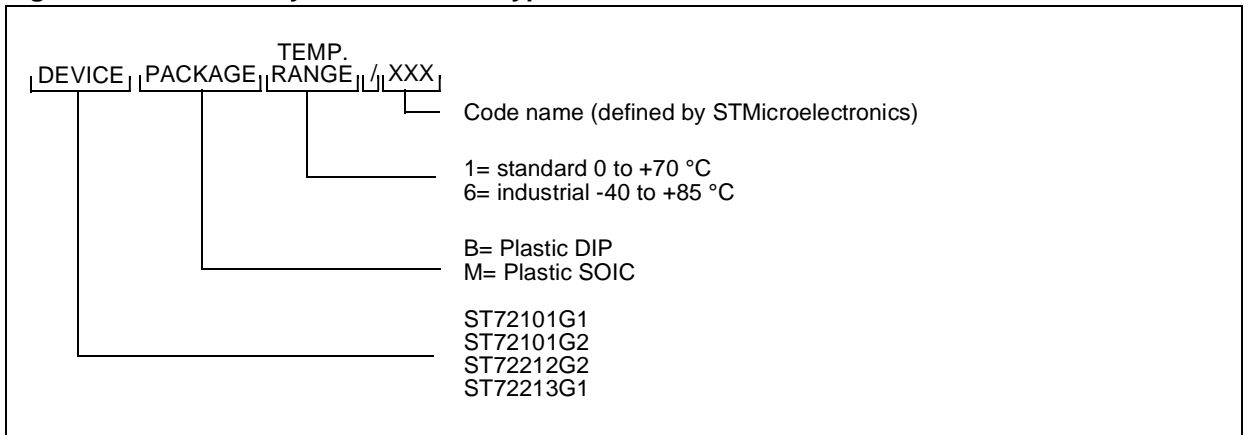 TEMP.
DEVICE PACKAGE RANGE / XXX
Code name (defined by STMicroelectronics)
1= standard 0 to +70 °C
6= industrial -40 to +85 °C
B= Plastic DIP
M= Plastic SOIC
ST72101G1
ST72101G2
ST72212G2
ST72213G1